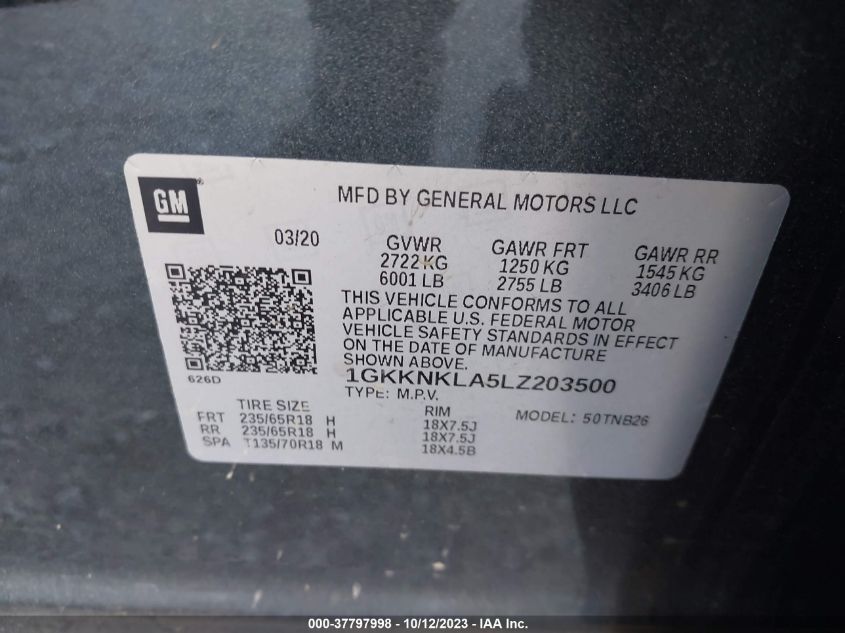 GM
MFD BY GENERAL MOTORS LLC
03/20 GVWR GAWR FRT GAWR RR
2722 KG 1250 KG 1545 KG
6001 LB 2755 LB 3406 LB
THIS VEHICLE CONFORMS TO ALL
APPLICABLE U.S. FEDERAL MOTOR
VEHICLE SAFETY STANDARDS IN EFFECT
ON THE DATE OF MANUFACTURE
SHOWN ABOVE.
626D
1GKKNKLA5LZ203500
TYPE: M.P.V.
TIRE SIZE RIM MODEL: 50TNB26
FRT 235/65R18 H 18X7.5J
RR 235/65R18 H 18X7.5J
SPA T135/70R18 M 18X4.5B
000-37797998 - 10/12/2023 - IAA Inc.